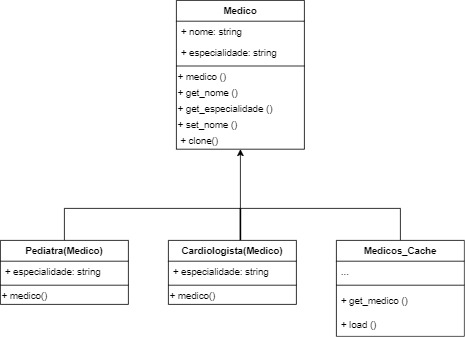 Medico
+ nome: string
+ especialidade: string
+ medico ()
+ get_nome ()
+ get_especialidade ()
+ set_nome ()
+ clone()
Pediatra(Medico)
+ especialidade: string
+ medico()
Cardiologista(Medico)
+ especialidade: string
+ medico()
Medicos_Cache
...
+ get_medico ()
+ load ()